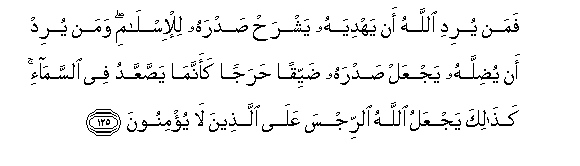 فَمَن يُرِدِ ٱللَّهُ أَن يَهْدِيَهُۥ يَشْرَحْ صَدْرَهُۥ لِلْإِسْلَٰمِ ۖ وَمَن يُرِدْ
أَن يُضِلَّهُۥ يَجْعَلْ صَدْرَهُۥ ضَيِّقًا حَرَجًا كَأَنَّمَا يَصَّعَّدُ فِى ٱلسَّمَآءِ ۚ
كَذَٰلِكَ يَجْعَلُ ٱللَّهُ ٱلرِّجْسَ عَلَى ٱلَّذِينَ لَا يُؤْمِنُونَ ١٢٥